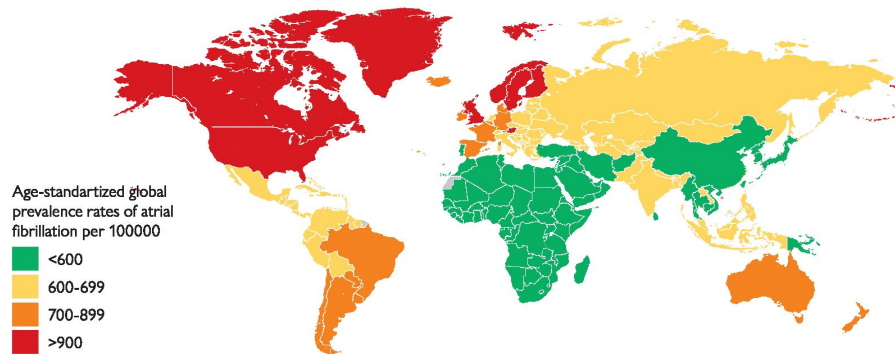 Age-standartized global
prevalence rates of atrial
fibrillation per 100000
<600
600-699
700-899
>900